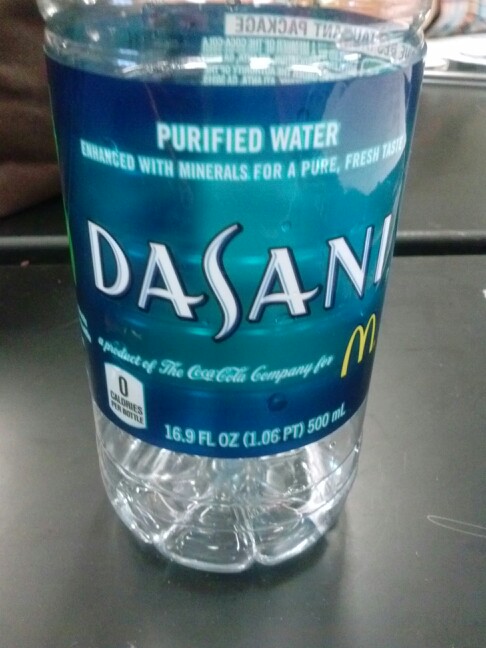 PURIFIED WATER
ENHANCED WITH MINERALS FOR A PURE, FRESH TASTE
DASANI
a product of The Coca-Cola Company for M
0
CALORIES
PER BOTTLE
16.9 FL OZ (1.06 PT) 500 mL